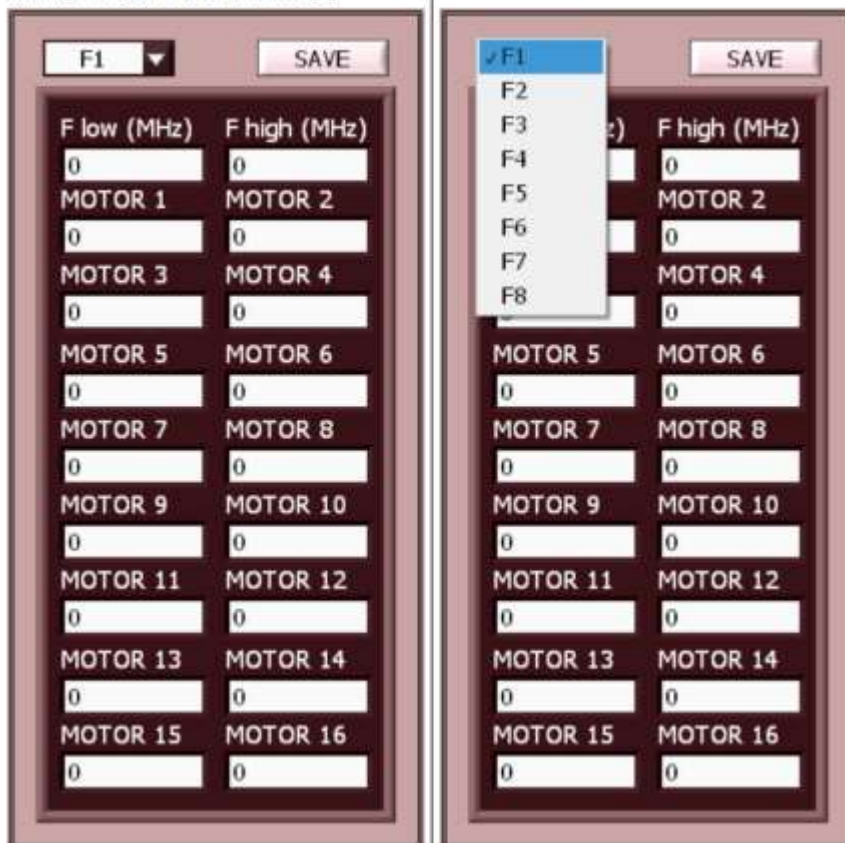 F1 SAVE
F low (MHz) F high (MHz)
0 0
MOTOR 1 MOTOR 2
0 0
MOTOR 3 MOTOR 4
0 0
MOTOR 5 MOTOR 6
0 0
MOTOR 7 MOTOR 8
0 0
MOTOR 9 MOTOR 10
0 0
MOTOR 11 MOTOR 12
0 0
MOTOR 13 MOTOR 14
0 0
MOTOR 15 MOTOR 16
0 0
✓F1 SAVE
F2
F3 z) F high (MHz)
F4 0
F5 MOTOR 2
F6 0
F7 MOTOR 4
F8 0
MOTOR 5 MOTOR 6
0 0
MOTOR 7 MOTOR 8
0 0
MOTOR 9 MOTOR 10
0 0
MOTOR 11 MOTOR 12
0 0
MOTOR 13 MOTOR 14
0 0
MOTOR 15 MOTOR 16
0 0